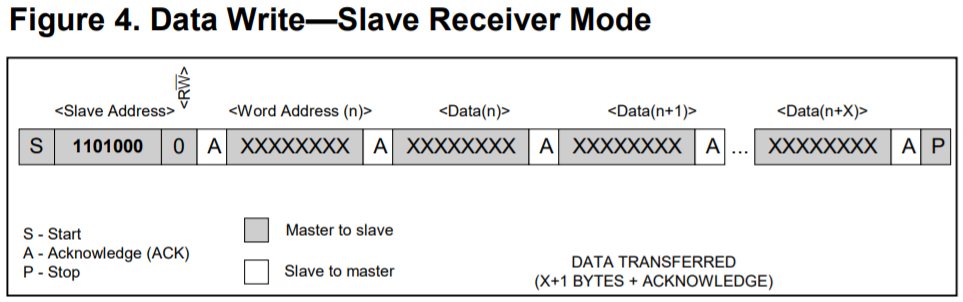 Figure 4. Data Write—Slave Receiver Mode
<Slave Address> <RW> <Word Address (n)> <Data(n)> <Data(n+1)> <Data(n+X)>
S 1101000 0 A XXXXXXXX A XXXXXXXX A XXXXXXXX A ... XXXXXXXX A P
S - Start
A - Acknowledge (ACK)
P - Stop
Master to slave
Slave to master
DATA TRANSFERRED
(X+1 BYTES + ACKNOWLEDGE)